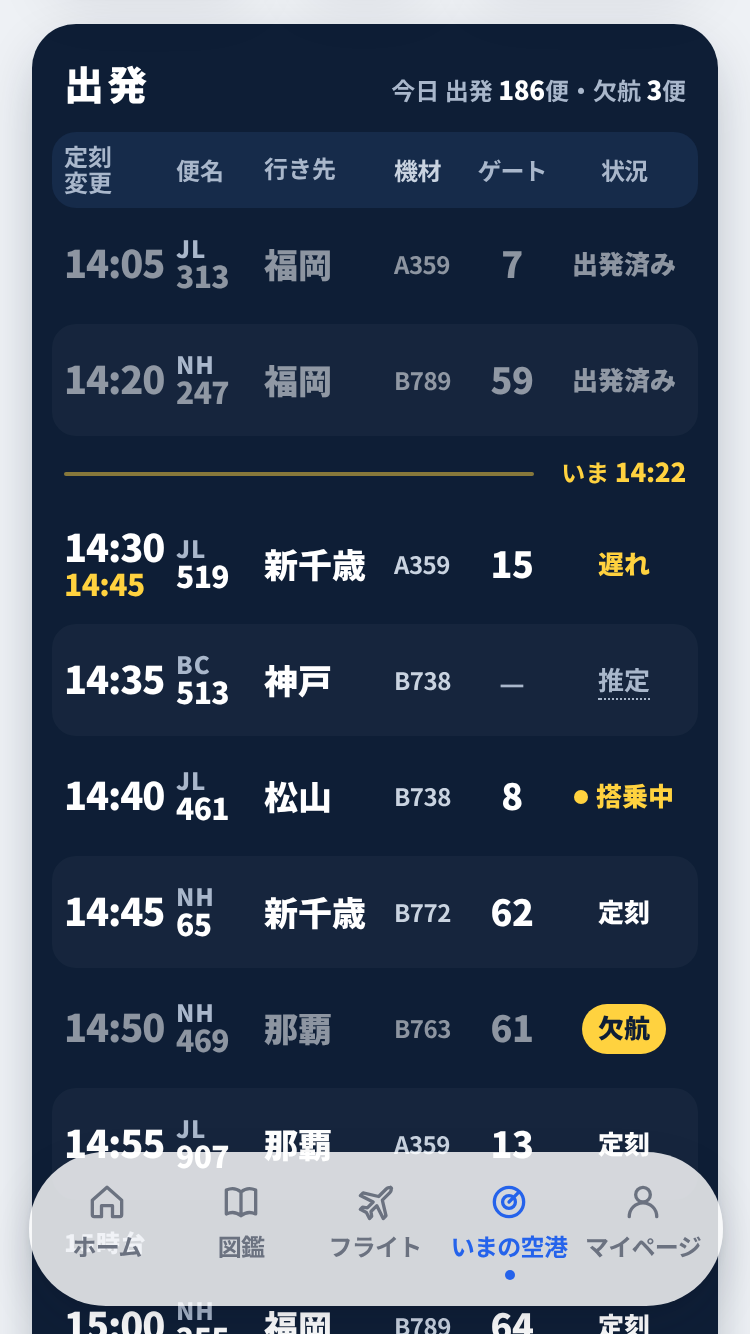 出発
今日 出発 186便・欠航 3便
定刻
変更
便名 行き先 機材 ゲート 状況
14:05 JL 313 福岡 A359 7 出発済み
14:20 NH 247 福岡 B789 59 出発済み
いま 14:22
14:30 14:45 JL 519 新千歳 A359 15 遅れ
14:35 BC 513 神戸 B738 — 推定
14:40 JL 461 松山 B738 8 搭乗中
14:45 NH 65 新千歳 B772 62 定刻
14:50 NH 469 那覇 B763 61 欠航
14:55 JL 907 那覇 A359 13 定刻
ホーム 図鑑 フライト いまの空港 マイページ
15:00 NH 福岡 B789 64 定刻